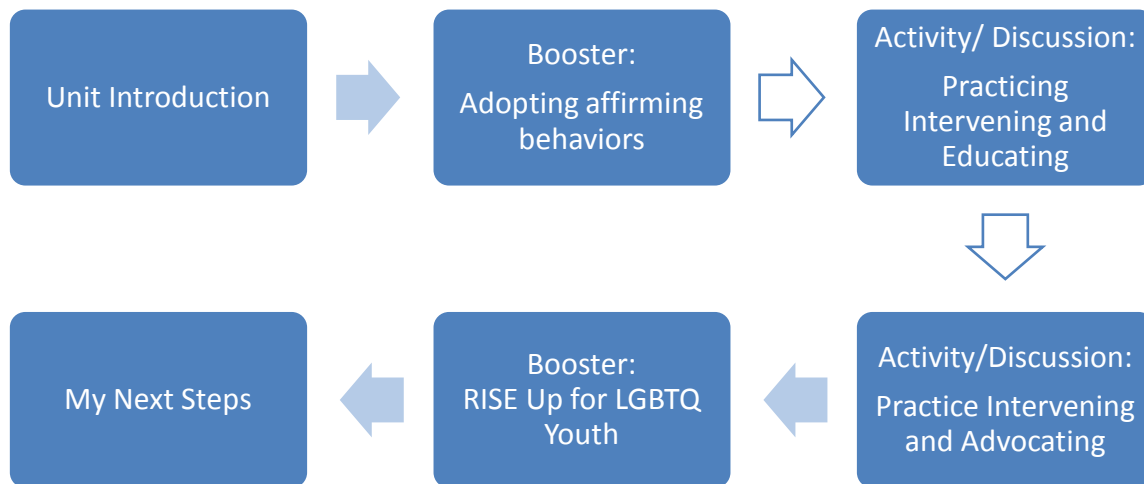 Unit Introduction
Booster:
Adopting affirming
behaviors
Activity/ Discussion:
Practicing
Intervening and
Educating
Activity/Discussion:
Practice Intervening
and Advocating
Booster:
RISE Up for LGBTQ
Youth
My Next Steps